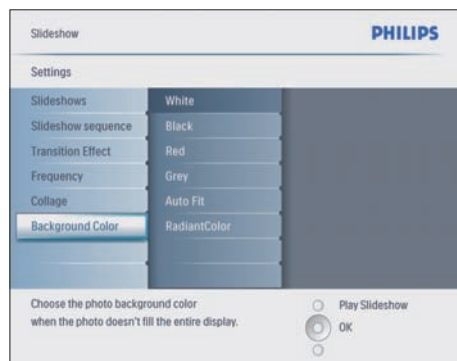 Slideshow
PHILIPS
Settings
Slideshows
White
Slideshow sequence
Black
Transition Effect
Red
Frequency
Grey
Collage
Auto Fit
Background Color
RadiantColor
Choose the photo background color
when the photo doesn't fill the entire display.
Play Slideshow
OK